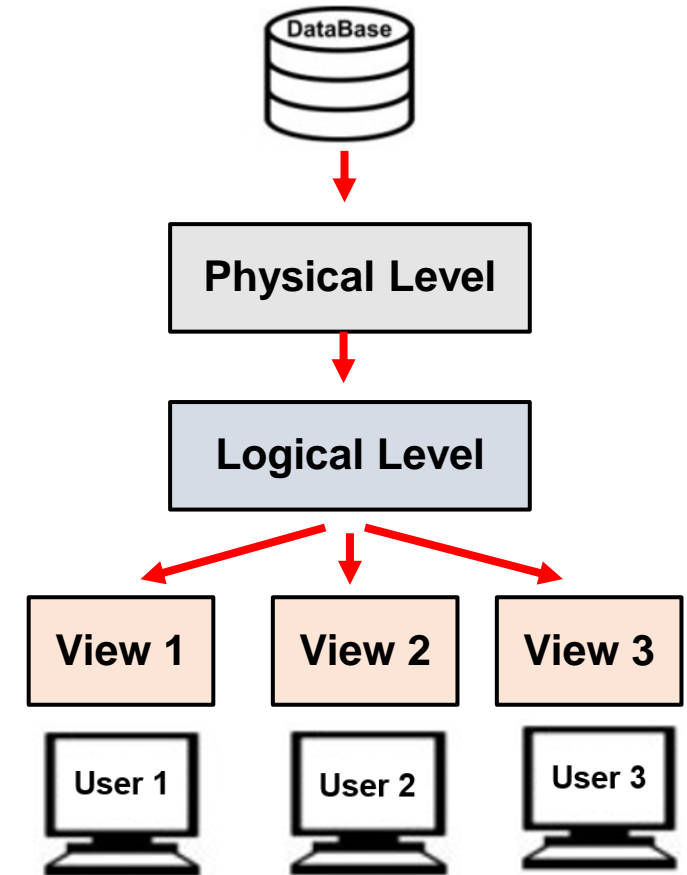 DataBase
Physical Level
Logical Level
View 1
View 2
View 3
User 1
User 2
User 3